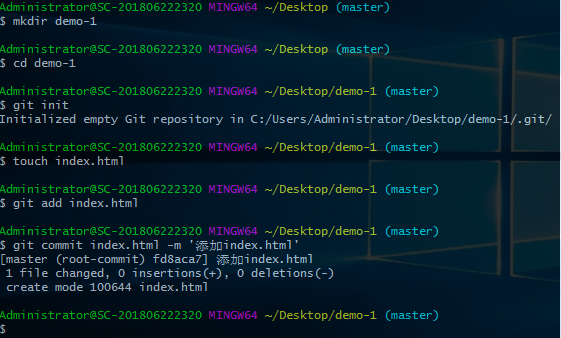 Administrator@SC-201806222320 MINGW64 ~/Desktop (master)
$ mkdir demo-1
Administrator@SC-201806222320 MINGW64 ~/Desktop (master)
$ cd demo-1
Administrator@SC-201806222320 MINGW64 ~/Desktop/demo-1 (master)
$ git init
Initialized empty Git repository in C:/Users/Administrator/Desktop/demo-1/.git/
Administrator@SC-201806222320 MINGW64 ~/Desktop/demo-1 (master)
$ touch index.html
Administrator@SC-201806222320 MINGW64 ~/Desktop/demo-1 (master)
$ git add index.html
Administrator@SC-201806222320 MINGW64 ~/Desktop/demo-1 (master)
$ git commit index.html -m '添加index.html'
[master (root-commit) fd8aca7] 添加index.html
 1 file changed, 0 insertions(+), 0 deletions(-)
 create mode 100644 index.html
Administrator@SC-201806222320 MINGW64 ~/Desktop/demo-1 (master)
$